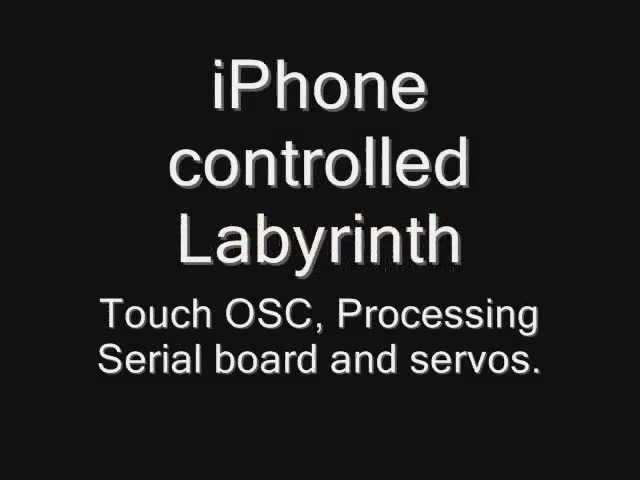 iPhone
controlled
Labyrinth
Touch OSC, Processing
Serial board and servos.